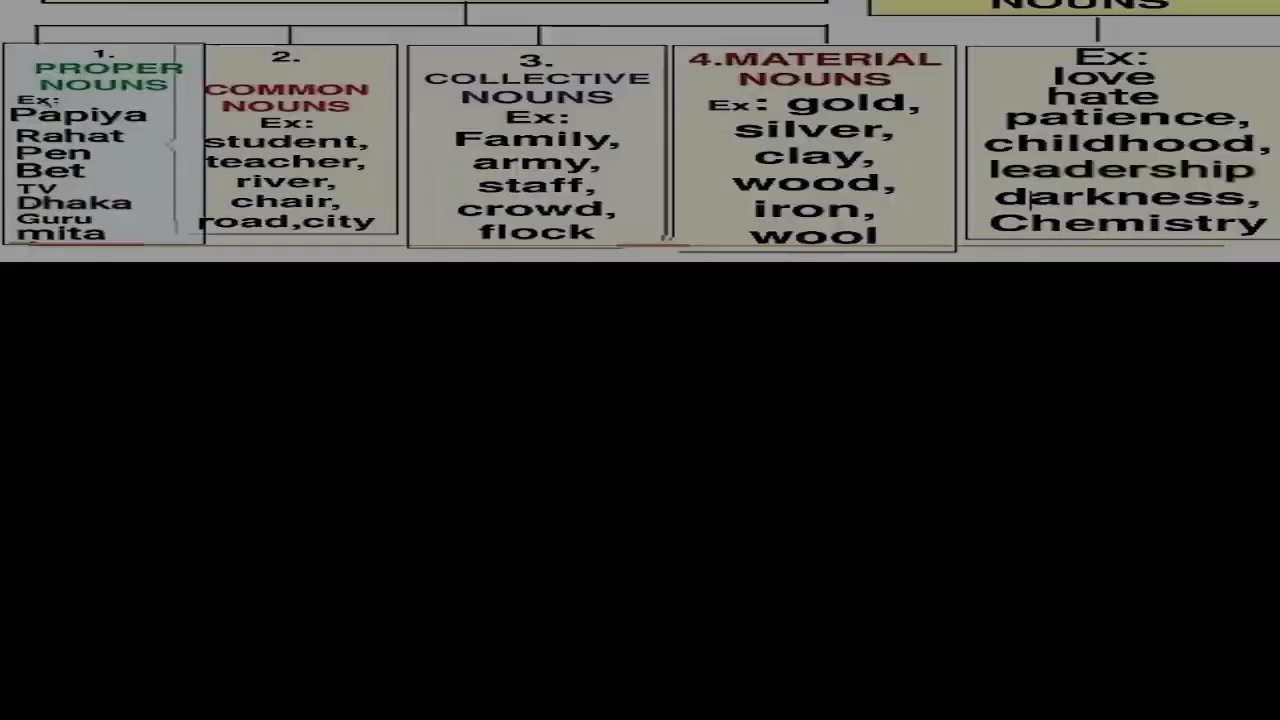 NOUNS
1.
PROPER
NOUNS
Ex:
Papiya
Rahat
Pen
Bet
TV
Dhaka
Guru
mita
2.
COMMON
NOUNS
Ex:
student,
teacher,
river,
chair,
road,city
3.
COLLECTIVE
NOUNS
Ex:
Family,
army,
staff,
crowd,
flock
4.MATERIAL
NOUNS
Ex: gold,
silver,
clay,
wood,
iron,
wool
Ex:
love
hate
patience,
childhood,
leadership
darkness,
Chemistry